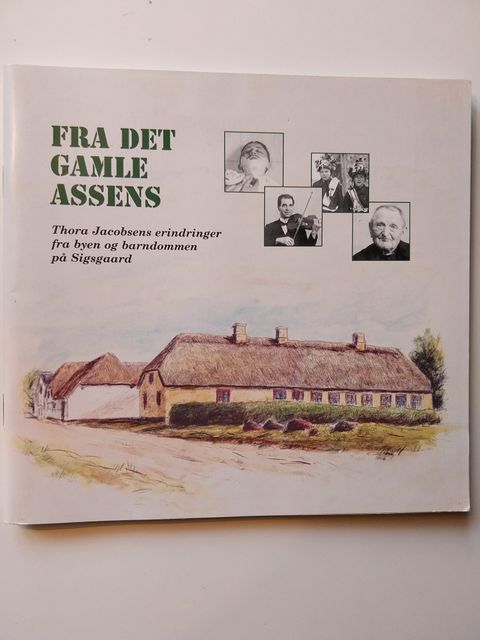 FRA DET
GAMLE
ASSENS
Thora Jacobsens erindringer
fra byen og barndommen
på Sigsgaard